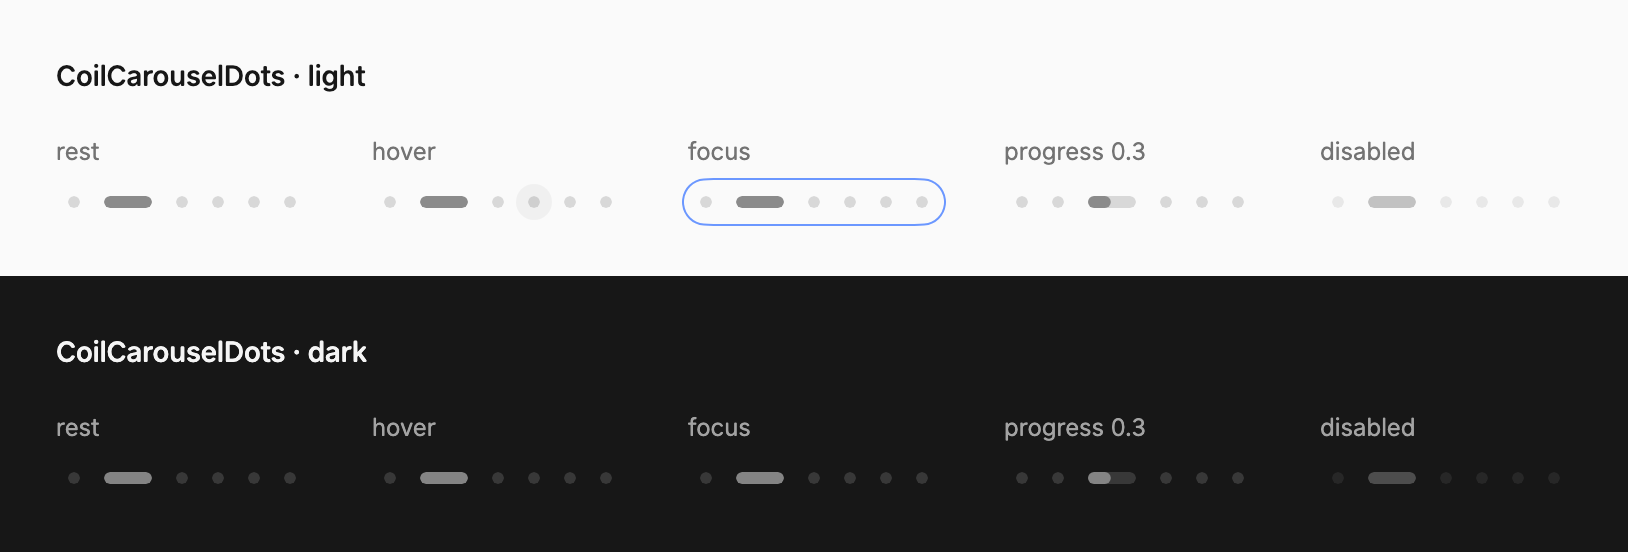 CoilCarouselDots · light
rest hover focus progress 0.3 disabled
CoilCarouselDots · dark
rest hover focus progress 0.3 disabled